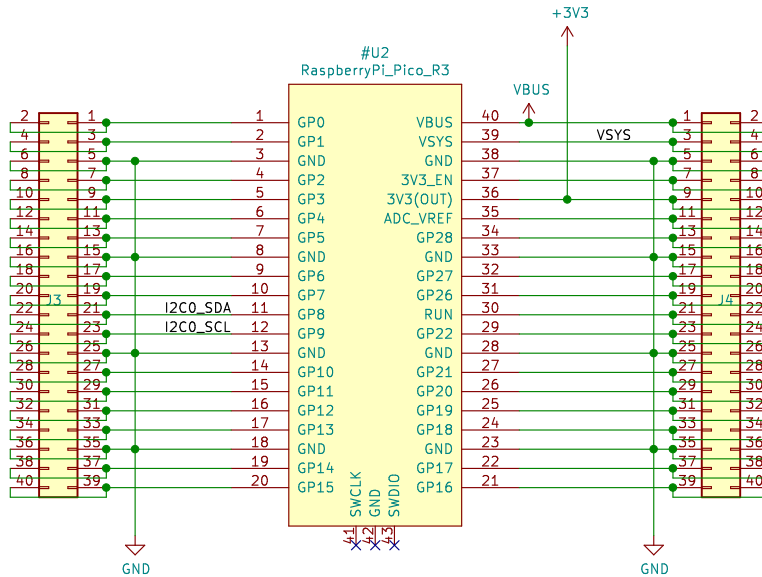 +3V3
#U2
RaspberryPi_Pico_R3
VBUS
2 1 1 GP0 VBUS 40 1 2
4 3 2 GP1 VSYS 39 VSYS 3 4
6 5 3 GND GND 38 5 6
8 7 4 GP2 3V3_EN 37 7 8
10 9 5 GP3 3V3(OUT) 36 9 10
12 11 6 GP4 ADC_VREF 35 11 12
14 13 7 GP5 GP28 34 13 14
16 15 8 GND GND 33 15 16
18 17 9 GP6 GP27 32 17 18
20 19 10 GP7 GP26 31 19 20
J3 J4
22 21 I2C0_SDA 11 GP8 RUN 30 21 22
24 23 I2C0_SCL 12 GP9 GP22 29 23 24
26 25 13 GND GND 28 25 26
28 27 14 GP10 GP21 27 27 28
30 29 15 GP11 GP20 26 29 30
32 31 16 GP12 GP19 25 31 32
34 33 17 GP13 GP18 24 33 34
36 35 18 GND GND 23 35 36
38 37 19 GP14 GP17 22 37 38
40 39 20 GP15 GP16 21 39 40
SWCLK GND SWDIO
41 42 43
GND GND